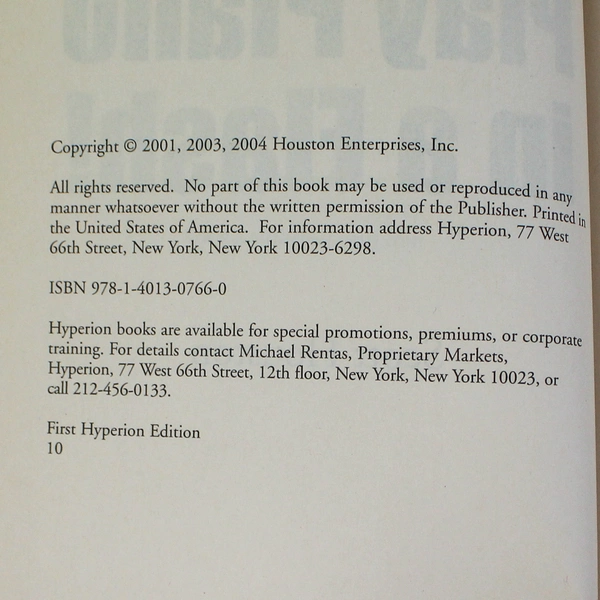 Play Piano
in a Flash!
Copyright © 2001, 2003, 2004 Houston Enterprises, Inc.
All rights reserved. No part of this book may be used or reproduced in any
manner whatsoever without the written permission of the Publisher. Printed in
the United States of America. For information address Hyperion, 77 West
66th Street, New York, New York 10023-6298.
ISBN 978-1-4013-0766-0
Hyperion books are available for special promotions, premiums, or corporate
training. For details contact Michael Rentas, Proprietary Markets,
Hyperion, 77 West 66th Street, 12th floor, New York, New York 10023, or
call 212-456-0133.
First Hyperion Edition
10